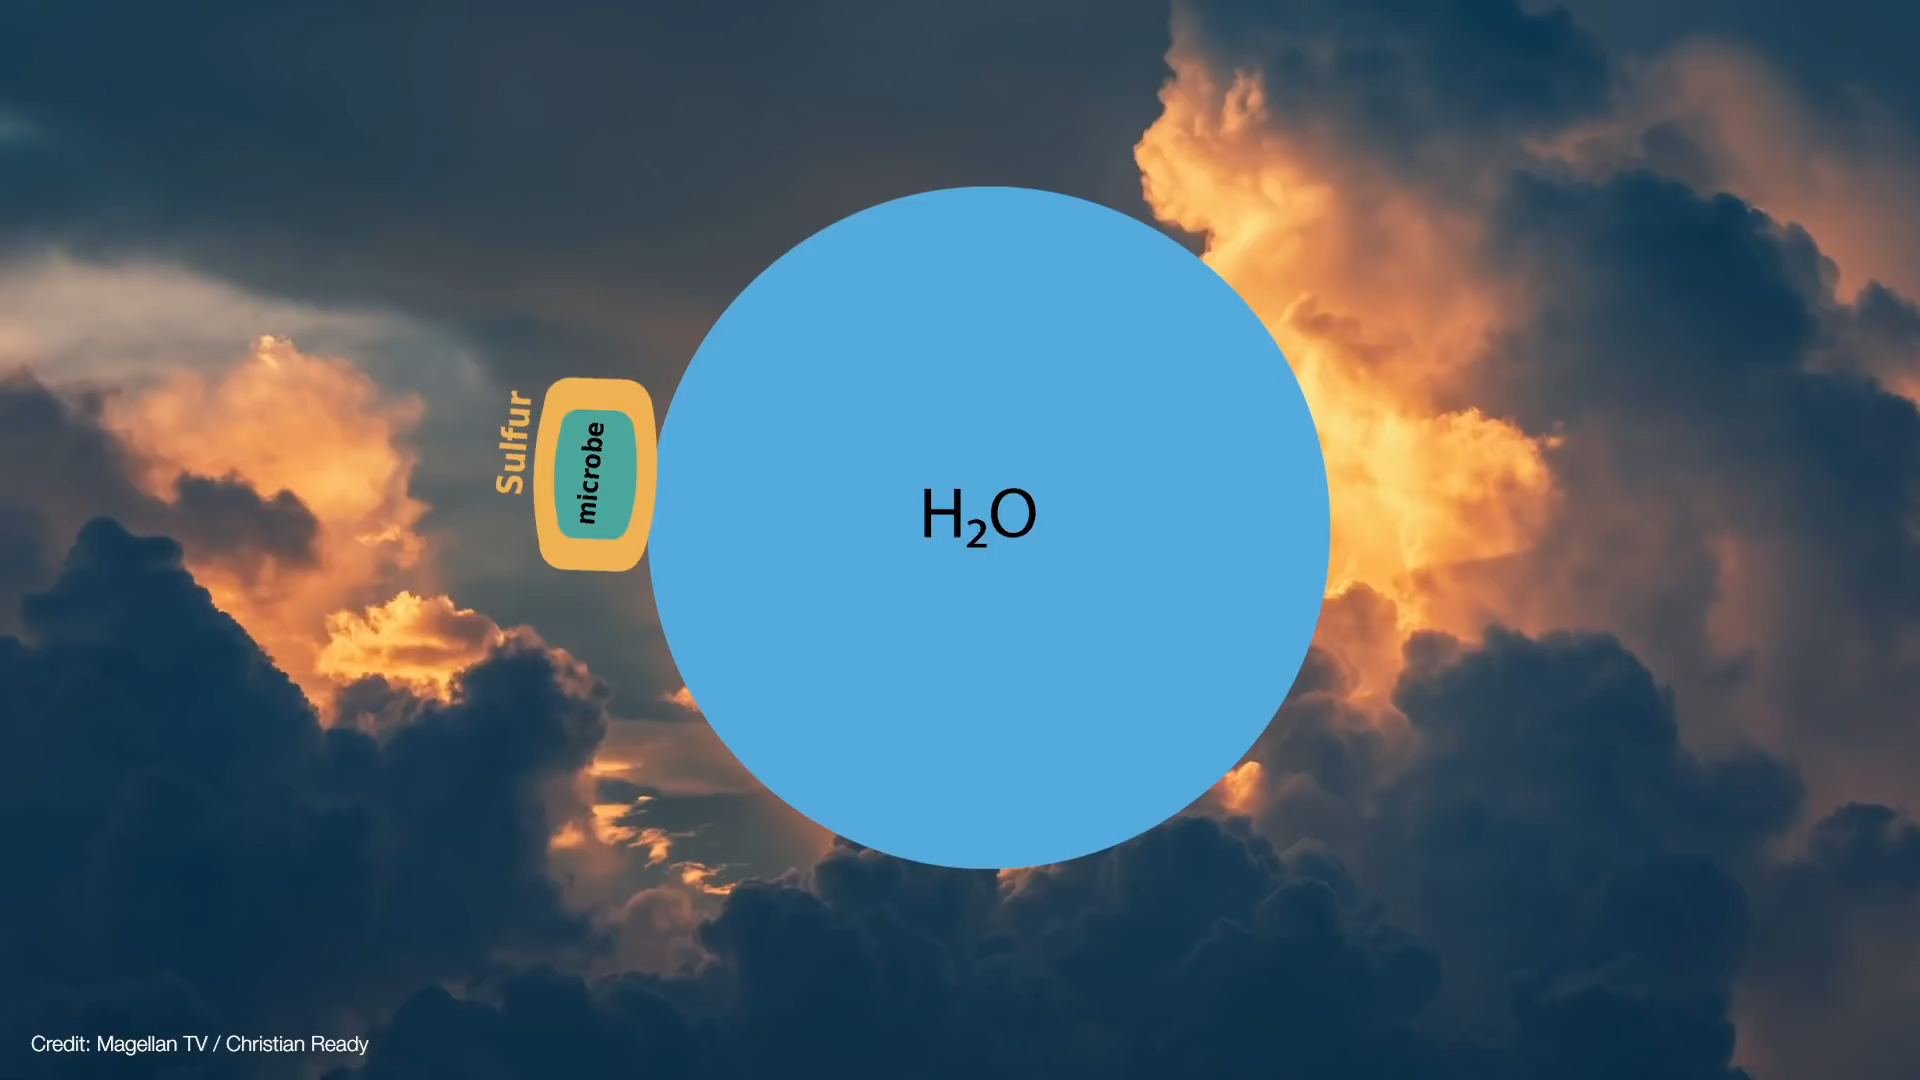 Sulfur
microbe
H₂O
Credit: Magellan TV / Christian Ready